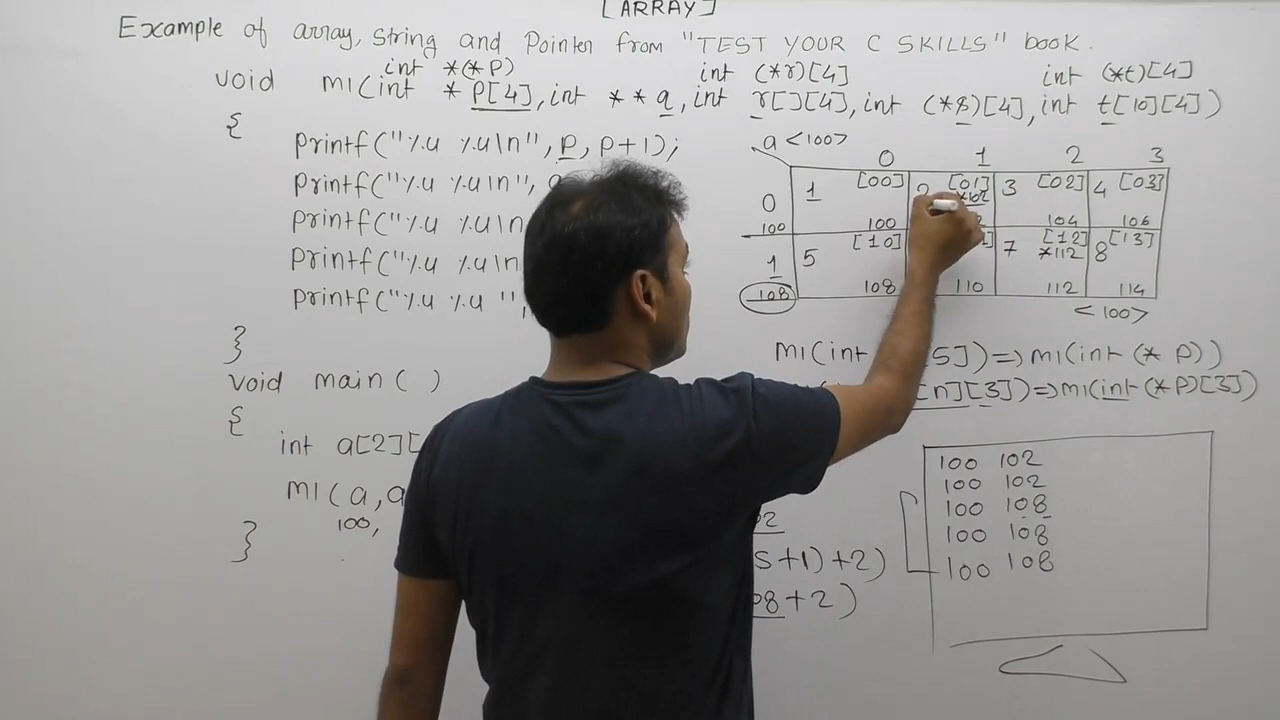 [ARRAY]
Example of array, string and Pointer from "TEST YOUR C SKILLS" book.
int *(*P) int (*r)[4] int (*t)[4]
void m1(int * P[4], int ** q, int r[][4], int (*s)[4], int t[10][4])
{
printf("%u %u\n", P, P+1);
printf("%u %u\n",
printf("%u %u\n",
printf("%u %u\n
printf("%u %u ",
}
void main( )
{
int a[2][
m1( a, a
100,
}
a <100>
0 1 2 3
0 1 [00] [01] 3 [02] 4 [03]
*102
100 100 104 106
1 5 [10] 7 [12] 8 [13]
*112
108 108 110 112 114
<100>
m1(int [5]) => m1(int (* P))
[n][3]) => m1(int (*P)[3])
s+1)+2)
+2)
100 102
100 102
100 108
100 108
100 108